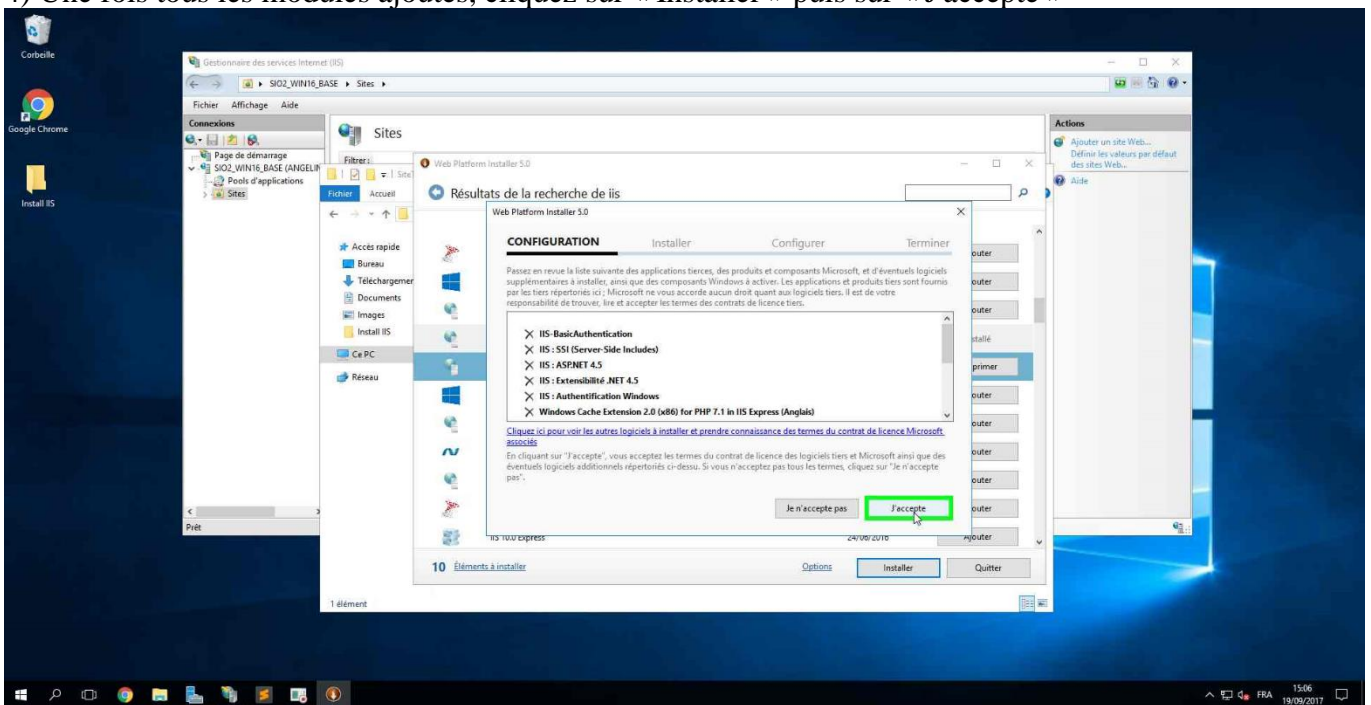 4) Une fois tous les modules ajoutés, cliquez sur « Installer » puis sur « J'accepte »
Corbeille
Google Chrome
Install IIS
Gestionnaire des services Internet (IIS)
SIO2_WIN16_BASE Sites
Fichier Affichage Aide
Connexions
Page de démarrage
SIO2_WIN16_BASE (ANGELIN
Pools d'applications
Sites
Sites
Filtrer:
Prêt
Actions
Ajouter un site Web...
Définir les valeurs par défaut
des sites Web...
Aide
Fichier Accueil
Accès rapide
Bureau
Téléchargemer
Documents
Images
Install IIS
Ce PC
Réseau
1 élément
Web Platform Installer 5.0
Résultats de la recherche de iis
outer
outer
outer
stallé
primer
outer
outer
outer
outer
outer
IIS 10.0 Express 24/06/2016 Ajouter
10 Éléments à installer Options Installer Quitter
Web Platform Installer 5.0
CONFIGURATION Installer Configurer Terminer
Passez en revue la liste suivante des applications tierces, des produits et composants Microsoft, et d'éventuels logiciels
supplémentaires à installer, ainsi que des composants Windows à activer. Les applications et produits tiers sont fournis
par les tiers répertoriés ici ; Microsoft ne vous accorde aucun droit quant aux logiciels tiers. Il est de votre
responsabilité de trouver, lire et accepter les termes des contrats de licence tiers.
IIS-BasicAuthentication
IIS : SSI (Server-Side Includes)
IIS : ASP.NET 4.5
IIS : Extensibilité .NET 4.5
IIS : Authentification Windows
Windows Cache Extension 2.0 (x86) for PHP 7.1 in IIS Express (Anglais)
Cliquez ici pour voir les autres logiciels à installer et prendre connaissance des termes du contrat de licence Microsoft
associés
En cliquant sur "J'accepte", vous acceptez les termes du contrat de licence des logiciels tiers et Microsoft ainsi que des
éventuels logiciels additionnels répertoriés ci-dessu. Si vous n'acceptez pas tous les termes, cliquez sur "Je n'accepte
pas".
Je n'accepte pas J'accepte
FRA
15:06
19/09/2017